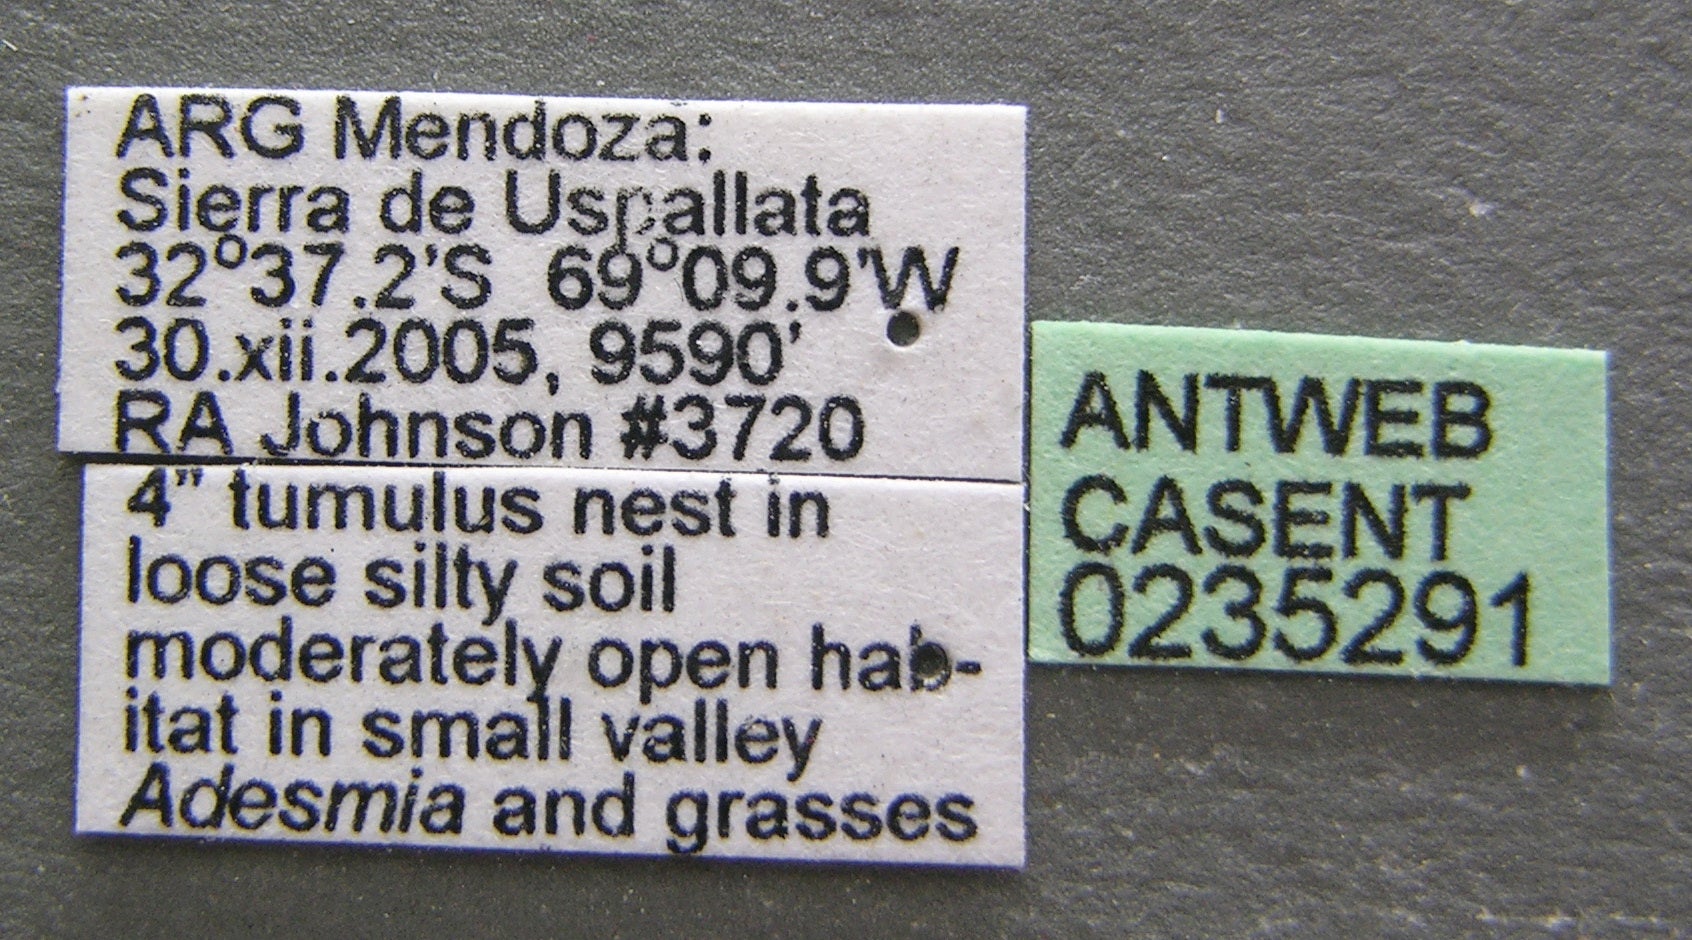 ARG Mendoza:
Sierra de Uspallata
32°37.2'S 69°09.9'W
30.xii.2005, 9590'
RA Johnson #3720
4" tumulus nest in
loose silty soil
moderately open hab-
itat in small valley
Adesmia and grasses
ANTWEB
CASENT
0235291